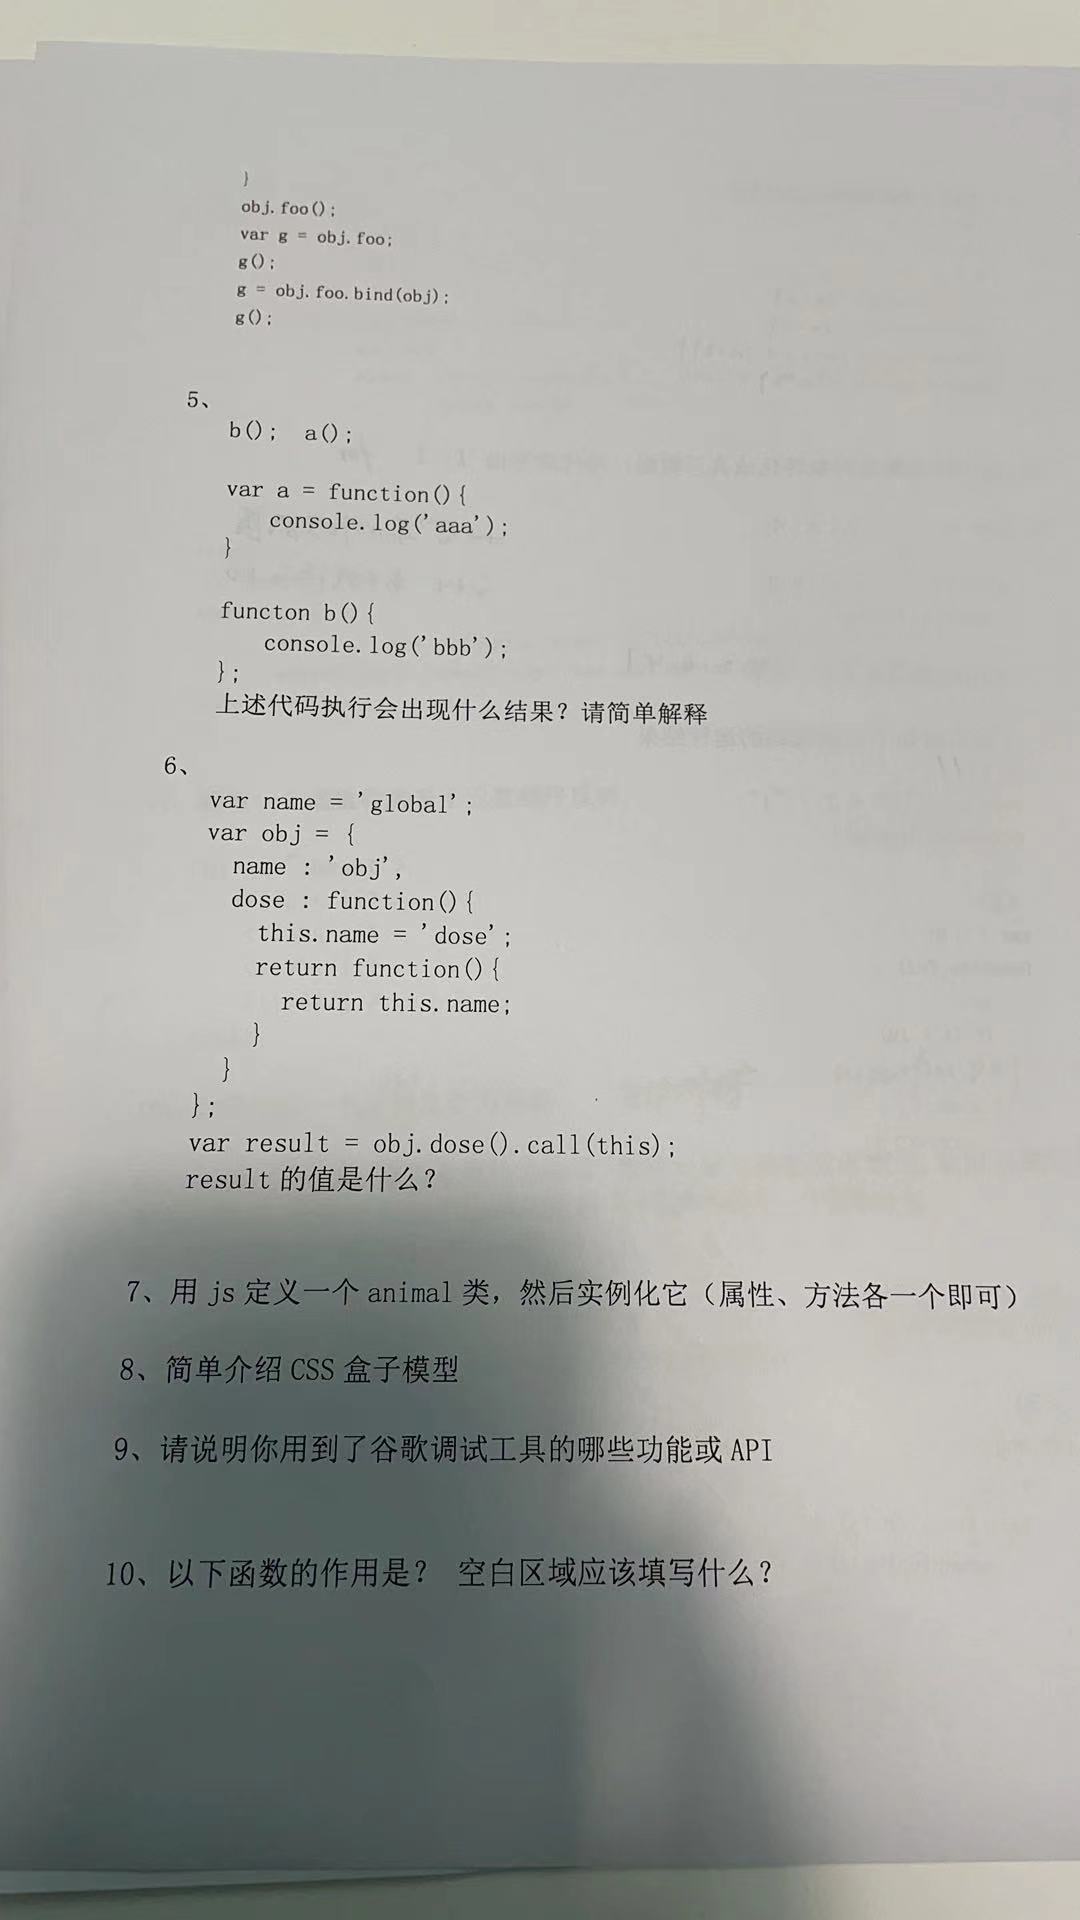 }
obj.foo();
var g = obj.foo;
g();
g = obj.foo.bind(obj);
g();
5、
b();  a();
var a = function(){
console.log('aaa');
}
functon b(){
console.log('bbb');
};
上述代码执行会出现什么结果？请简单解释
6、
var name ='global';
var obj = {
name : 'obj',
dose : function(){
this.name = 'dose';
return function(){
return this.name;
}
}
};
var result = obj.dose().call(this);
result 的值是什么？
7、用 js 定义一个 animal 类，然后实例化它（属性、方法各一个即可）
8、简单介绍 CSS 盒子模型
9、请说明你用到了谷歌调试工具的哪些功能或 API
10、以下函数的作用是？ 空白区域应该填写什么？